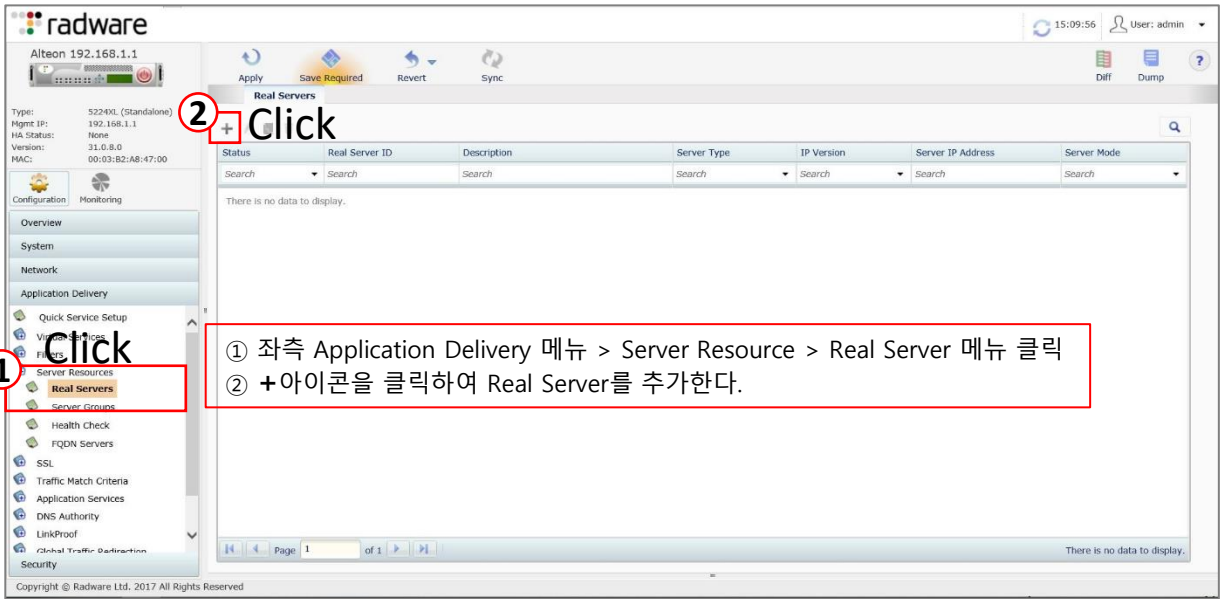 radware
15:09:56
User: admin
Alteon 192.168.1.1
Apply
Save Required
Revert
Sync
Diff
Dump
?
Real Servers
Type: 5224XL (Standalone)
Mgmt IP: 192.168.1.1
HA Status: None
Version: 31.0.8.0
MAC: 00:03:B2:A8:47:00
2
Click
Status
Real Server ID
Description
Server Type
IP Version
Server IP Address
Server Mode
Search
Search
Search
Search
Search
Search
Search
There is no data to display.
Configuration
Monitoring
Overview
System
Network
Application Delivery
Quick Service Setup
Virtual Services
Filters
Click
1
Server Resources
Real Servers
Server Groups
Health Check
FQDN Servers
SSL
Traffic Match Criteria
Application Services
DNS Authority
LinkProof
Global Traffic Redirection
Security
① 좌측 Application Delivery 메뉴 > Server Resource > Real Server 메뉴 클릭
② +아이콘을 클릭하여 Real Server를 추가한다.
Page 1 of 1
There is no data to display.
Copyright © Radware Ltd. 2017 All Rights Reserved